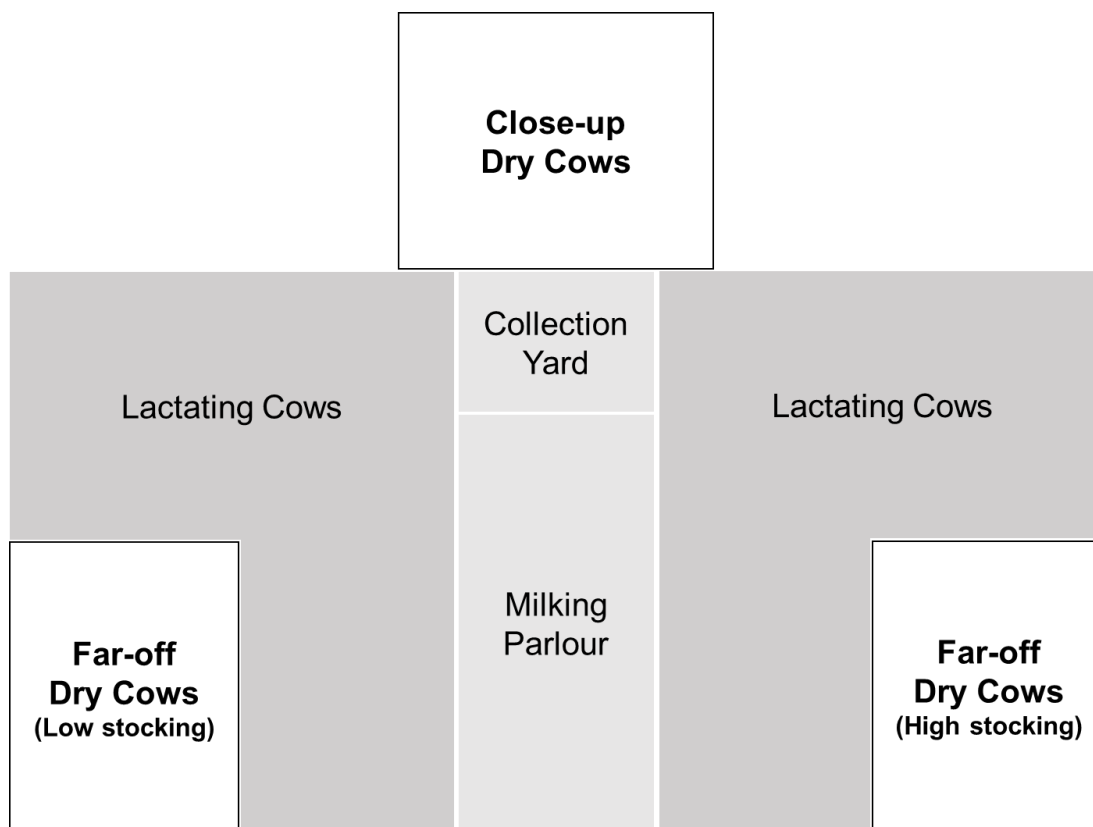 Close-up
Dry Cows
Collection
Yard
Lactating Cows
Lactating Cows
Milking
Parlour
Far-off
Dry Cows
(Low stocking)
Far-off
Dry Cows
(High stocking)